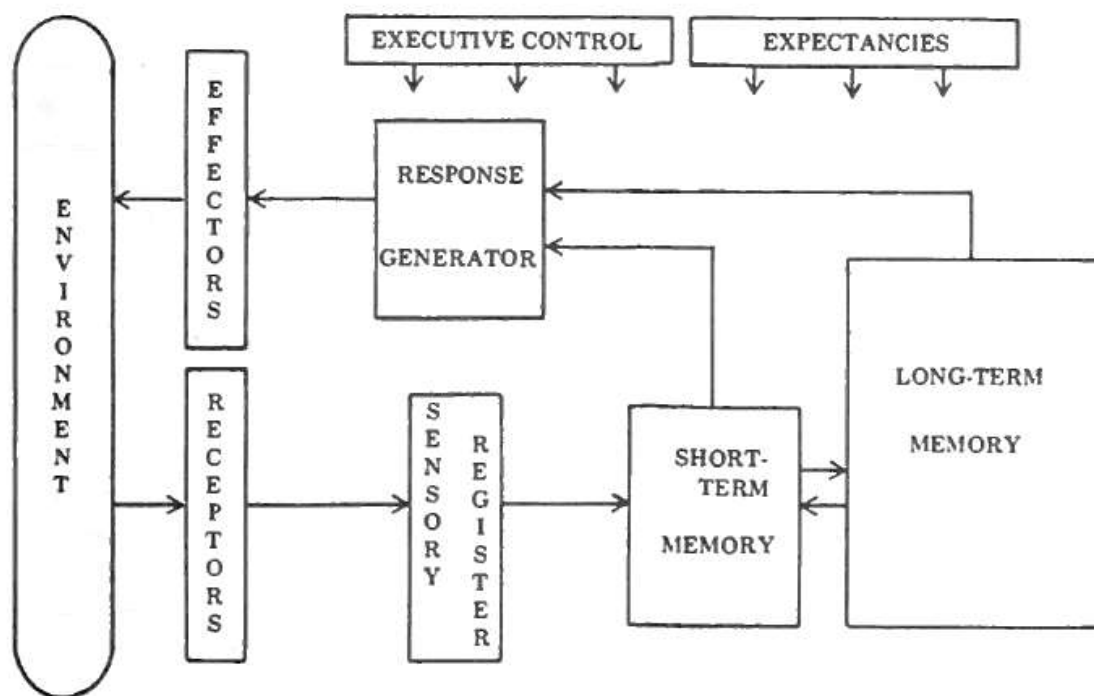 EXECUTIVE CONTROL
EXPECTANCIES
EFFECTORS
RESPONSE
GENERATOR
ENVIRONMENT
LONG-TERM
MEMORY
RECEPTORS
SENSORY
REGISTER
SHORT-
TERM
MEMORY